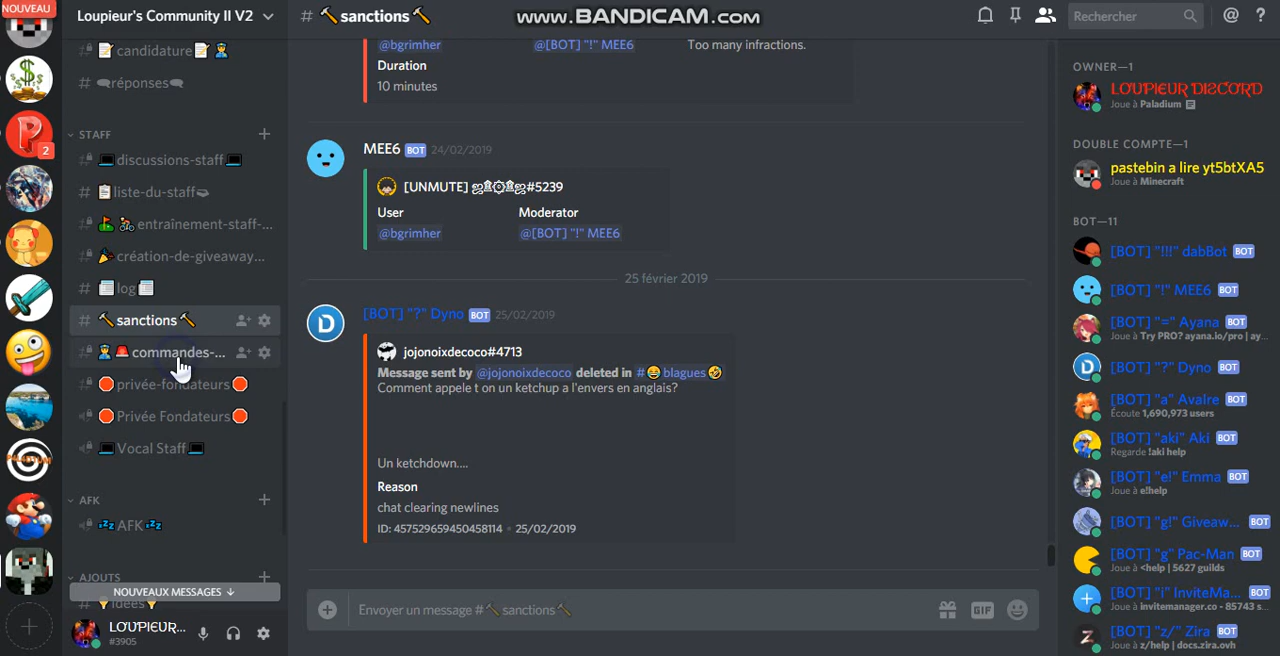 NOUVEAU
Loupieur's Community II V2
# 🔨sanctions🔨
www.BANDICAM.com
Rechercher
2
# 📝candidature📝👮
# 🗨réponses🗨
STAFF
💻discussions-staff💻
# 📋liste-du-staff
entraînement-staff-...
🎉création-de-giveaway...
# 📰log📰
# 🔨sanctions🔨
👮🚨commandes-...
# 🛑privée-fondateurs🛑
🛑Privée Fondateurs🛑
💻Vocal Staff💻
AFK
💤AFK💤
AJOUTS
NOUVEAUX MESSAGES ↓
# 💡idées💡
LOUPIEUR...
#3905
@bgrimher @[BOT] "!" MEE6 Too many infractions.
Duration
10 minutes
MEE6 BOT 24/02/2019
User Moderator
@bgrimher @[BOT] "!" MEE6
25 février 2019
[BOT] "?" Dyno BOT 25/02/2019
jojonoixdecoco#4713
Message sent by @jojonoixdecoco deleted in #😂blagues🤣
Comment appele t on un ketchup a l'envers en anglais?
Un ketchdown....
Reason
chat clearing newlines
ID: 457529659450458114 • 25/02/2019
Envoyer un message #🔨sanctions🔨
GIF
OWNER—1
LOUPIEUR DISCORD
Joue à Paladium
DOUBLE COMPTE—1
pastebin a lire yt5btXA5
Joue à Minecraft
BOT—11
[BOT] "!!!" dabBot BOT
[BOT] "!" MEE6 BOT
[BOT] "=" Ayana BOT
Joue à Try PRO? ayana.io/pro | ay...
[BOT] "?" Dyno BOT
[BOT] "a" Avaire BOT
Écoute 1,690,973 users
[BOT] "aki" Aki BOT
Regarde !aki help
[BOT] "e!" Emma BOT
Joue à e!help
[BOT] "g!" Giveaw... BOT
[BOT] "g" Pac-Man BOT
Joue à <help | 5627 guilds
[BOT] "i" InviteMa... BOT
Joue à invitemanager.co - 85743 s...
[BOT] "z/" Zira BOT
Joue à z/help | docs.zira.ovh